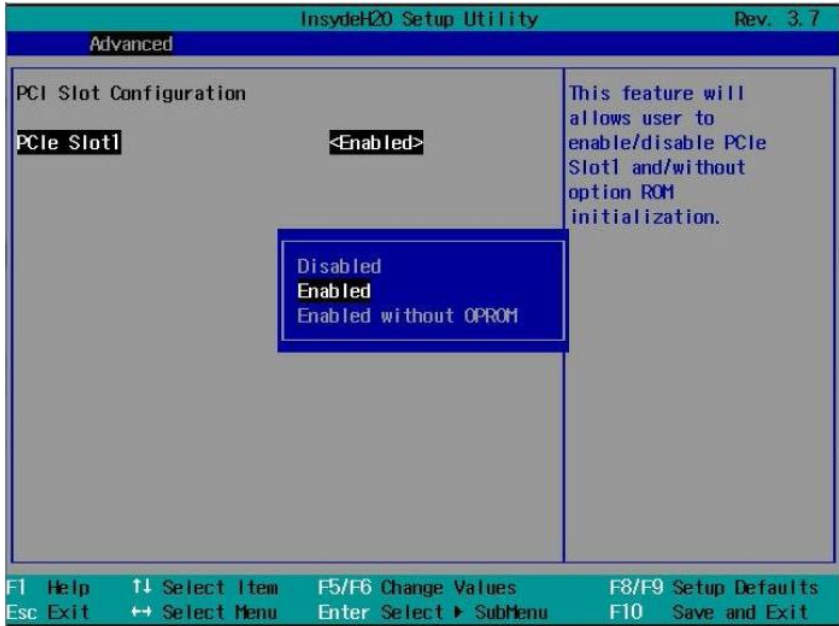 InsydeH20 Setup Utility Rev. 3.7
Advanced
PCI Slot Configuration
PCIe Slot1 <Enabled>
This feature will
allows user to
enable/disable PCIe
Slot1 and/without
option ROM
initialization.
Disabled
Enabled
Enabled without OPROM
F1 Help ↑↓ Select Item F5/F6 Change Values F8/F9 Setup Defaults
Esc Exit ↔ Select Menu Enter Select ▶ SubMenu F10 Save and Exit